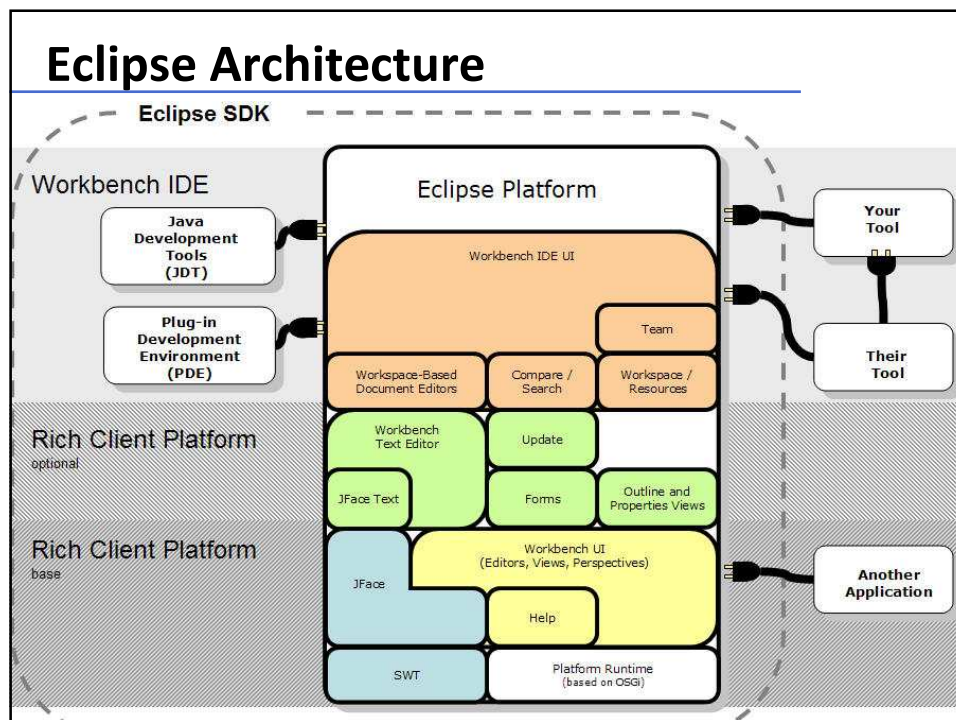 Eclipse Architecture
Eclipse SDK
Workbench IDE
Eclipse Platform
Java
Development
Tools
(JDT)
Your
Tool
Workbench IDE UI
Plug-in
Development
Environment
(PDE)
Team
Their
Tool
Workspace-Based
Document Editors
Compare /
Search
Workspace /
Resources
Rich Client Platform
optional
Workbench
Text Editor
Update
JFace Text
Forms
Outline and
Properties Views
Rich Client Platform
base
Workbench UI
(Editors, Views, Perspectives)
JFace
Another
Application
Help
SWT
Platform Runtime
(based on OSGi)